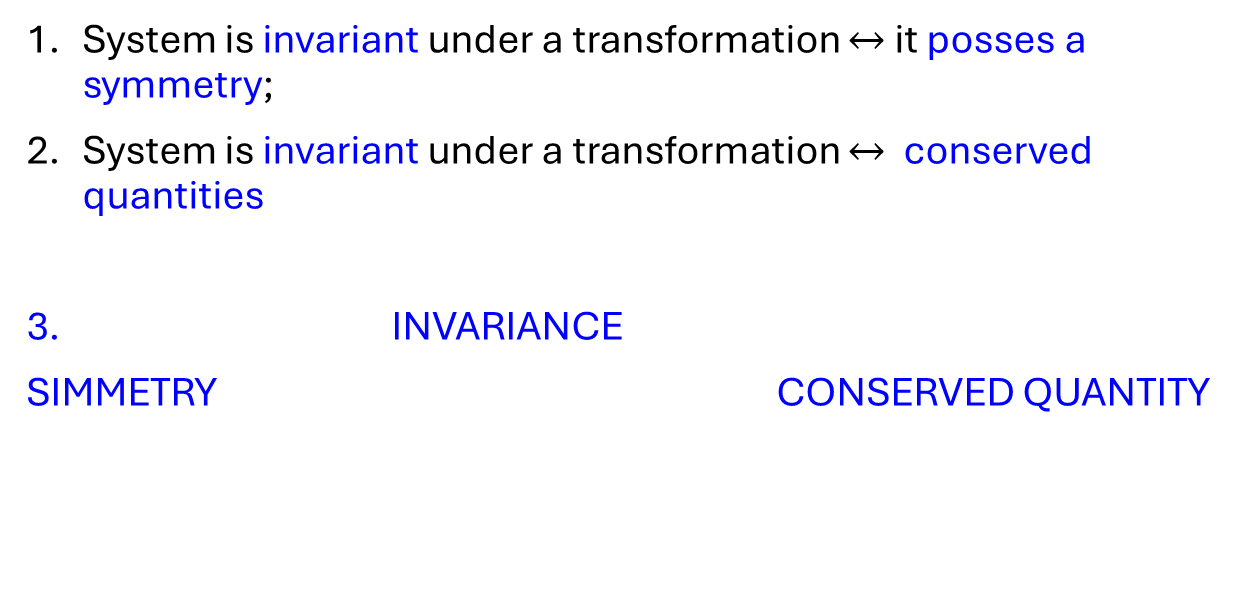 1. System is invariant under a transformation ↔ it posses a
symmetry;
2. System is invariant under a transformation ↔ conserved
quantities
3. INVARIANCE
SIMMETRY CONSERVED QUANTITY